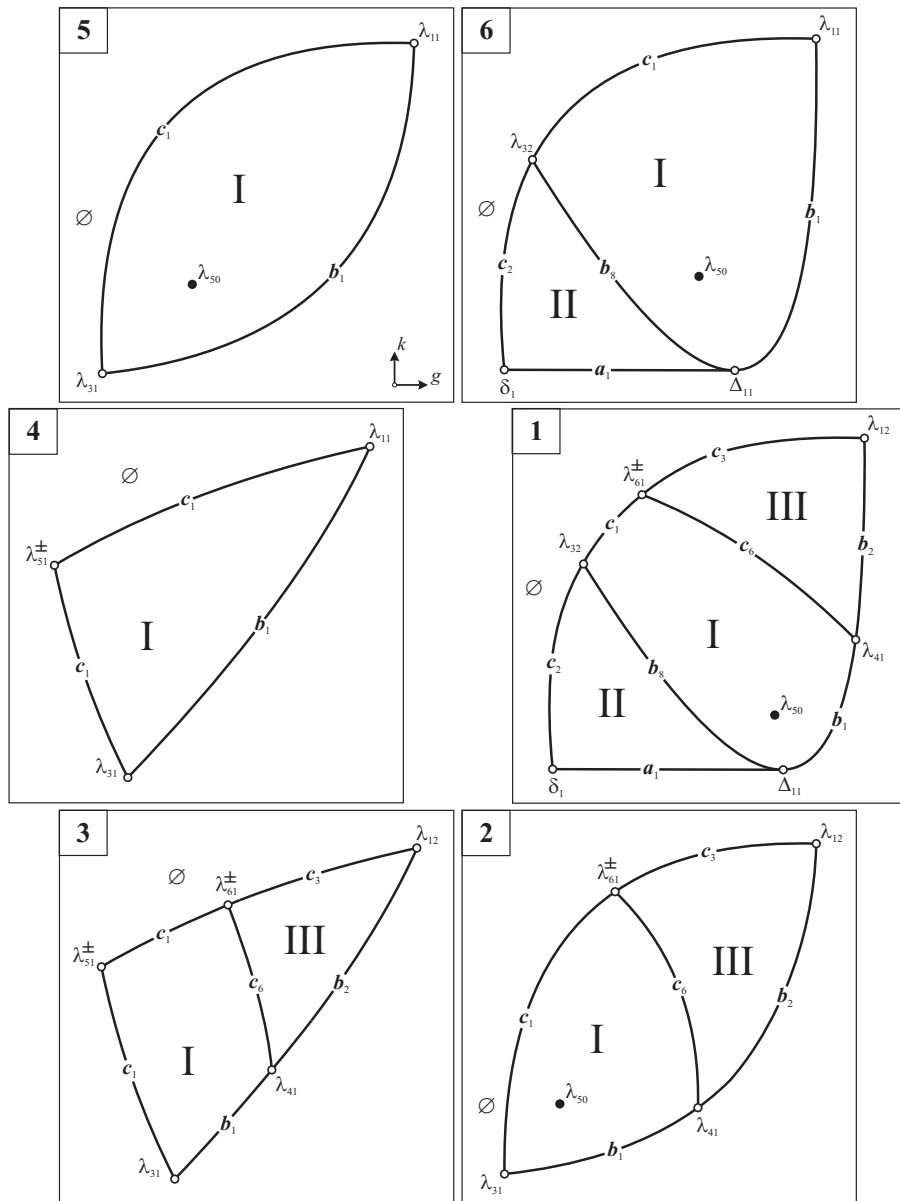 5
λ₁₁
c₁
I
∅
λ₅₀
b₁
k
g
λ₃₁
6
λ₁₁
c₁
λ₃₂
I
∅
b₁
c₂
b₈
λ₅₀
II
a₁
δ₁
Δ₁₁
4
λ₁₁
∅
c₁
λ₅₁±
I
b₁
c₁
λ₃₁
1
λ₁₂
c₃
λ₆₁±
III
c₁
c₆
b₂
λ₃₂
∅
I
λ₄₁
c₂
b₈
II
λ₅₀
b₁
a₁
δ₁
Δ₁₁
3
λ₁₂
∅
c₃
λ₆₁±
c₁
III
λ₅₁±
c₆
b₂
I
c₁
λ₄₁
b₁
λ₃₁
2
λ₁₂
c₃
λ₆₁±
III
c₆
b₂
c₁
I
∅
λ₅₀
λ₄₁
b₁
λ₃₁